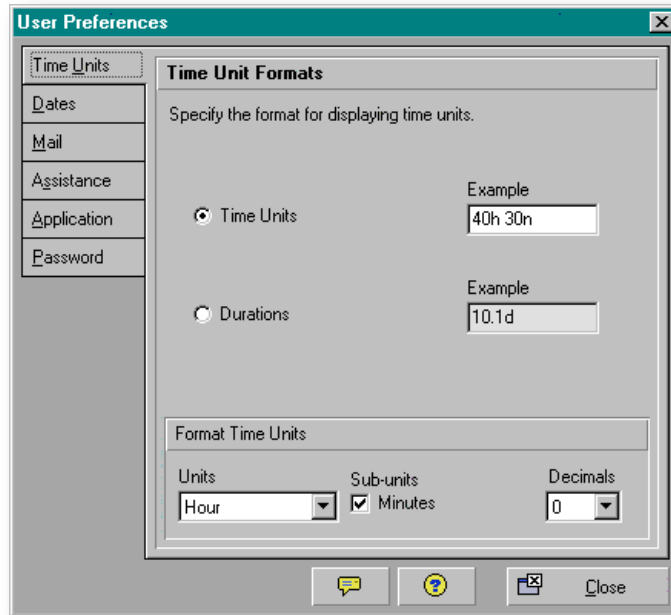 User Preferences
Time Units
Dates
Mail
Assistance
Application
Password
Time Unit Formats
Specify the format for displaying time units.
Time Units
Example
40h 30n
Durations
Example
10.1d
Format Time Units
Units
Sub-units
Decimals
Hour
Minutes
0
Close